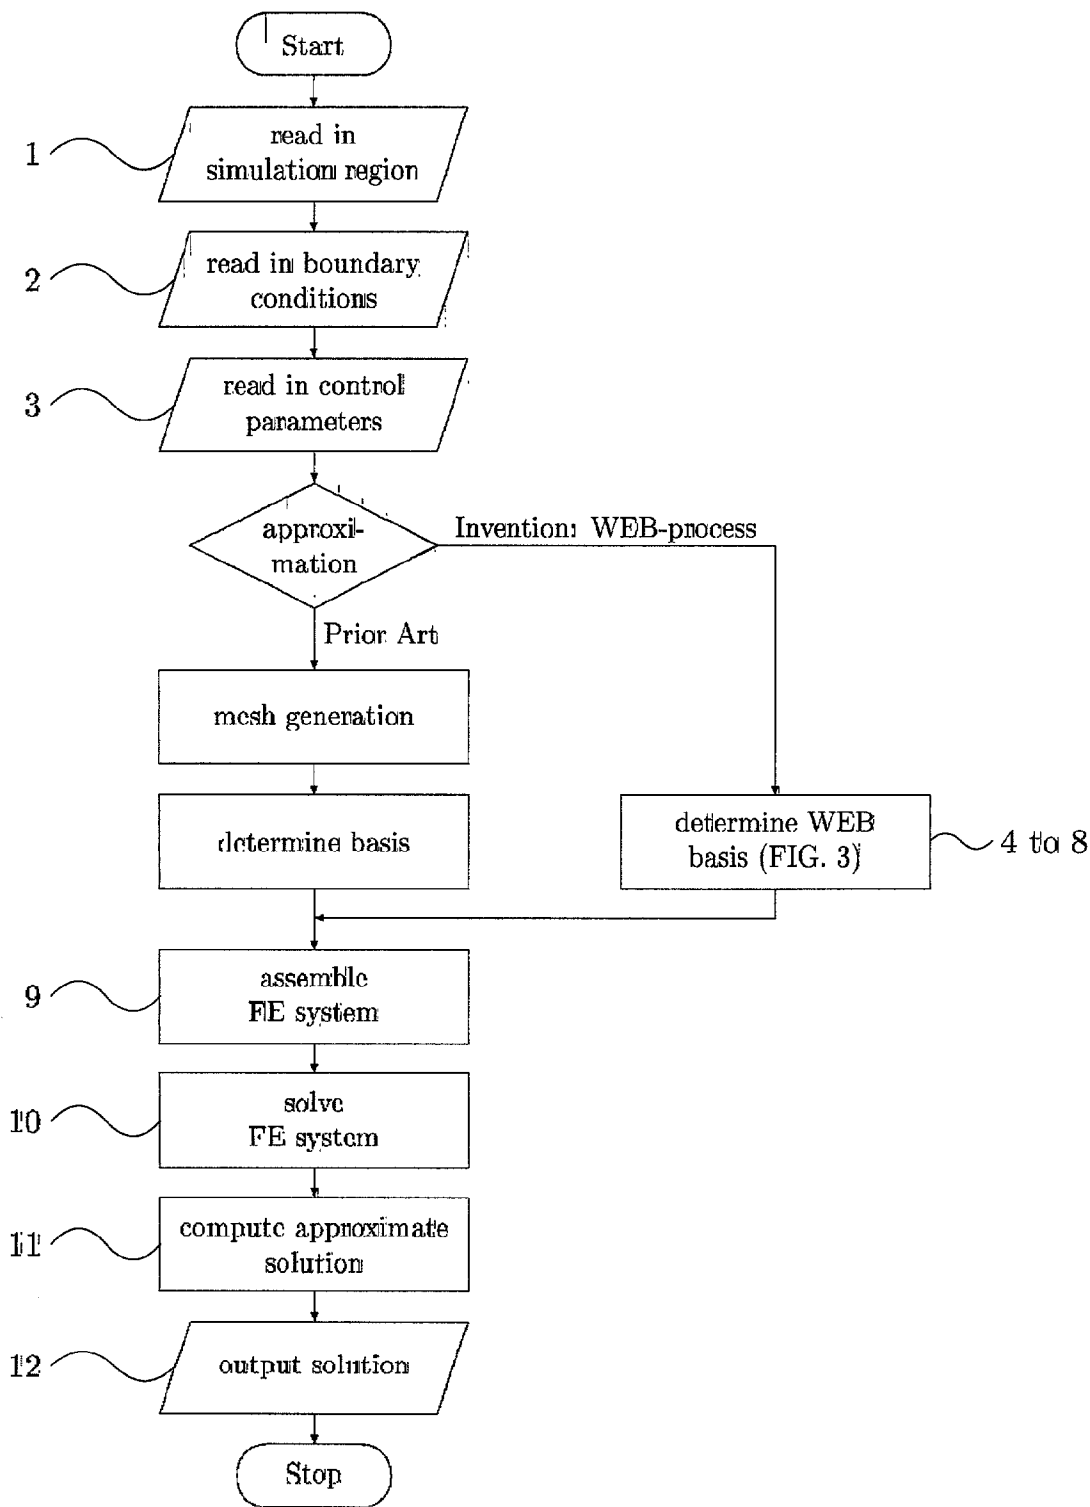 Start
1
read in
simulation region
2
read in boundary
conditions
3
read in control
parameters
approxi-
mation
Invention: WEB-process
Prior Art
mesh generation
determine basis
determine WEB
basis (FIG. 3)
4 to 8
9
assemble
FE system
10
solve
FE system
11
compute approximate
solution
12
output solution
Stop